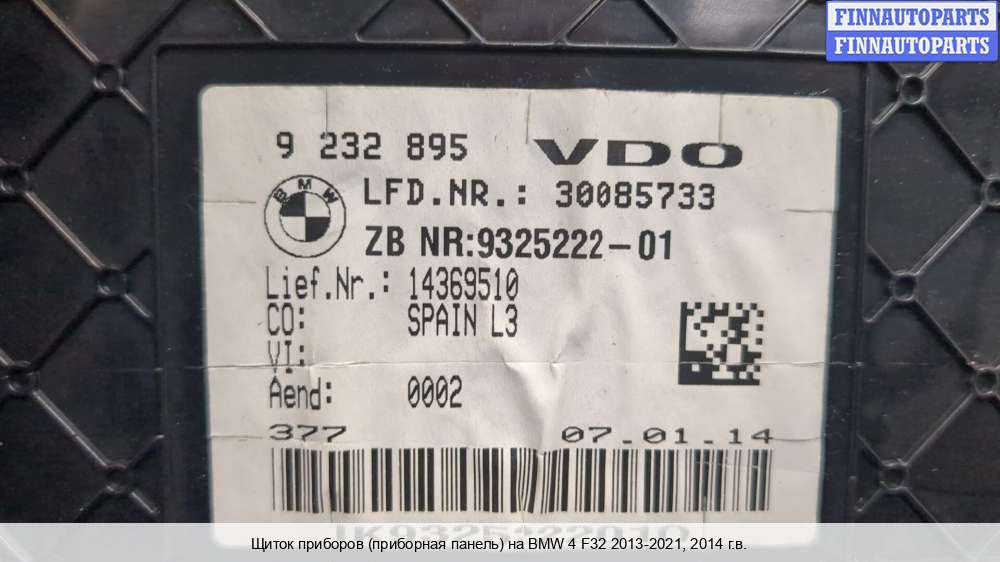 FINNAUTOPARTS
FINNAUTOPARTS
9 232 895 VDO
BMW
LFD.NR.: 30085733
ZB NR:9325222-01
Lief.Nr.: 14369510
CO: SPAIN L3
VI:
Aend: 0002
377 07.01.14
Щиток приборов (приборная панель) на BMW 4 F32 2013-2021, 2014 г.в.